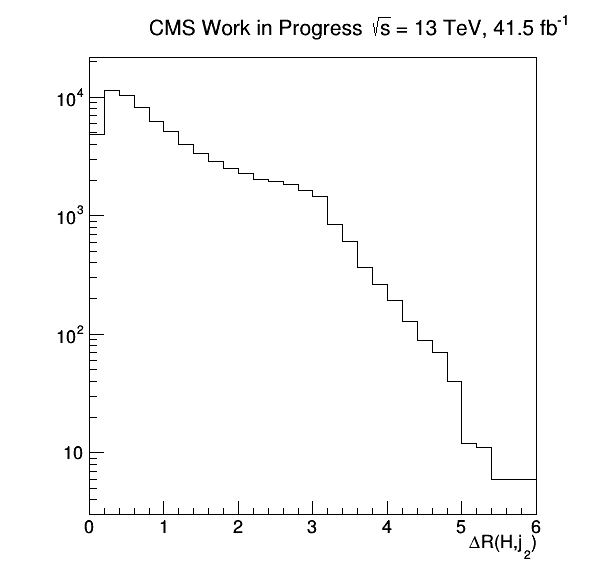 CMS Work in Progress √s = 13 TeV, 41.5 fb⁻¹
10⁴
10³
10²
10
0 1 2 3 4 5 6
ΔR(H,j₂)